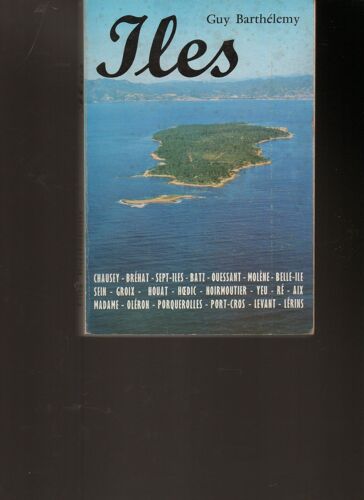 Guy Barthélemy
Iles
CHAUSEY - BRÉHAT - SEPT-ILES - BATZ - OUESSANT - MOLÈNE - BELLE-ILE
SEIN - GROIX - HOUAT - HŒDIC - NOIRMOUTIER - YEU - RÉ - AIX
MADAME - OLÉRON - PORQUEROLLES - PORT-CROS - LEVANT - LÉRINS